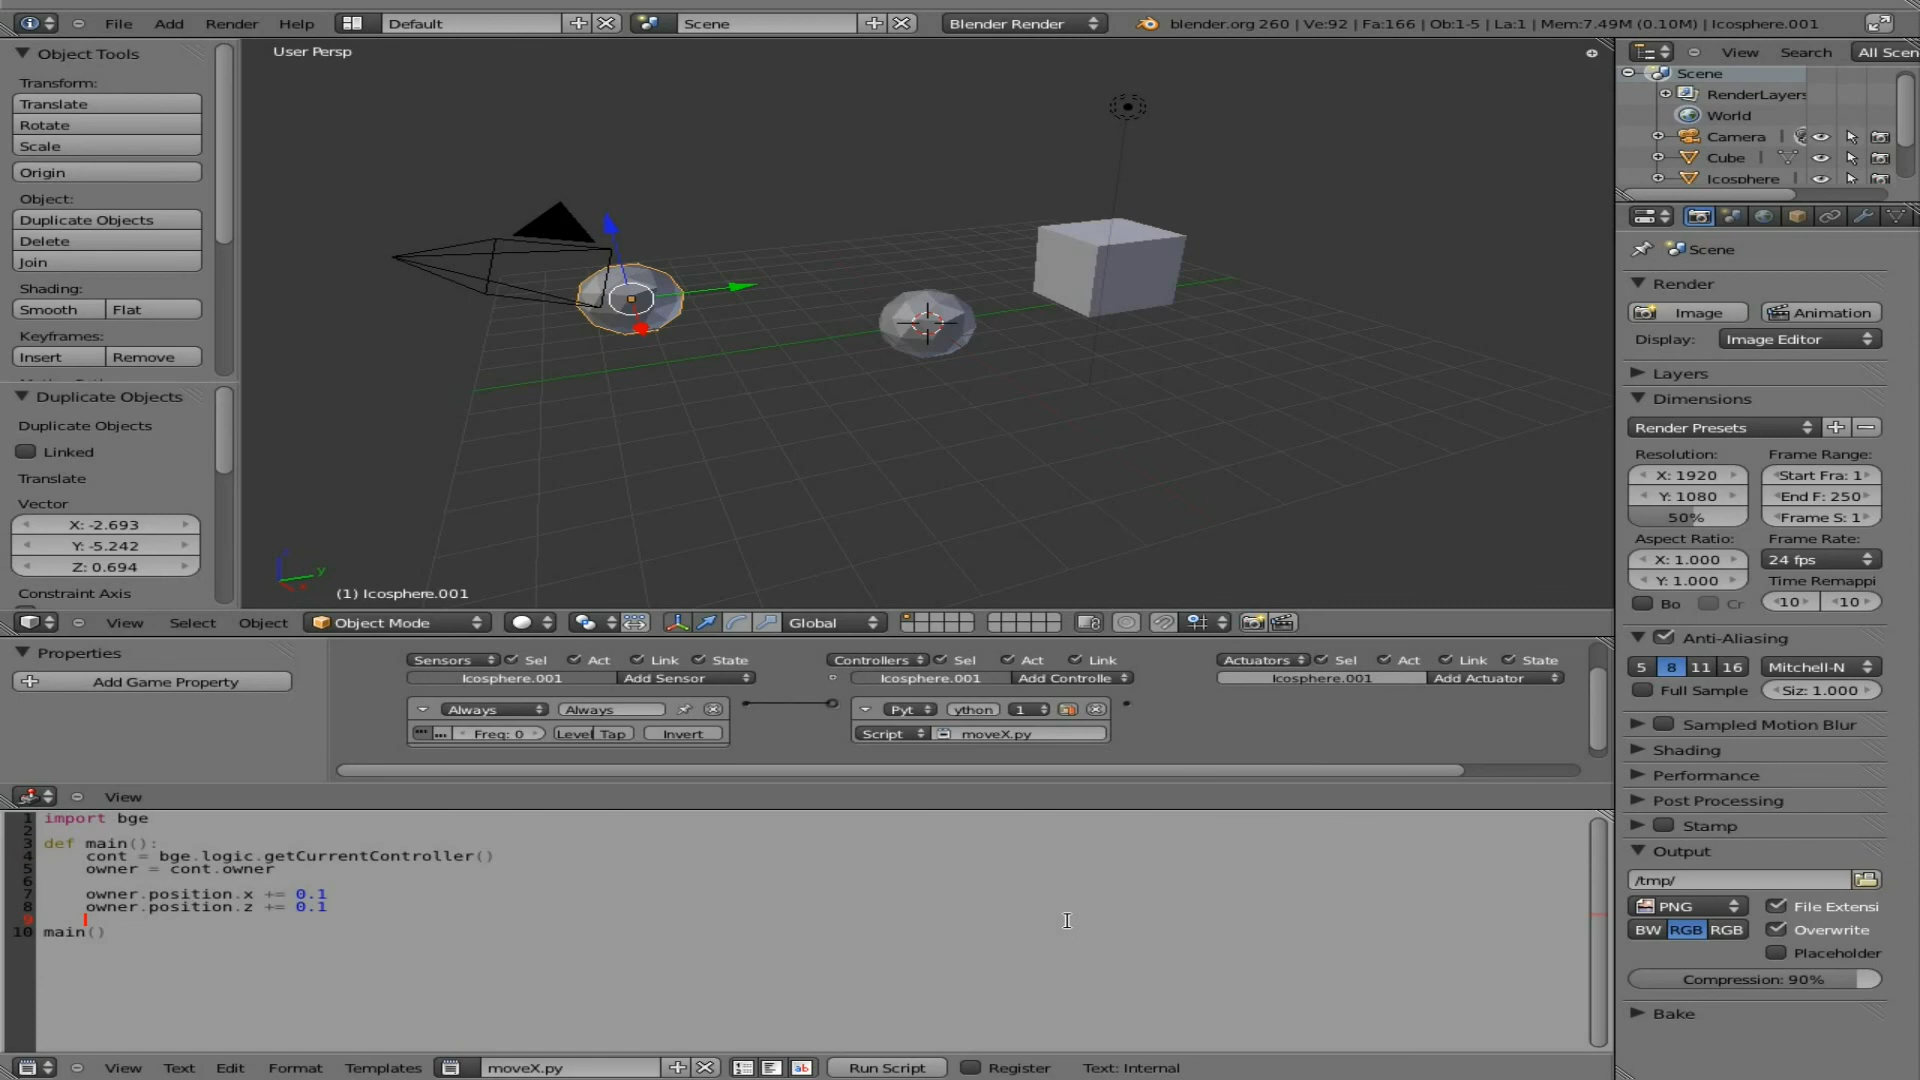 File Add Render Help Default Scene Blender Render blender.org 260 | Ve:92 | Fa:166 | Ob:1-5 | La:1 | Mem:7.49M (0.10M) | Icosphere.001
Object Tools
Transform:
Translate
Rotate
Scale
Origin
Object:
Duplicate Objects
Delete
Join
Shading:
Smooth Flat
Keyframes:
Insert Remove
Duplicate Objects
Duplicate Objects
Linked
Translate
Vector
X: -2.693
Y: -5.242
Z: 0.694
Constraint Axis
User Persp
y
(1) Icosphere.001
View Select Object Object Mode Global
Properties
Add Game Property
Sensors Sel Act Link State Controllers Sel Act Link Actuators Sel Act Link State
Icosphere.001 Add Sensor Icosphere.001 Add Controlle Icosphere.001 Add Actuator
Always Always Pyt ython 1
Freq: 0 Level Tap Invert Script moveX.py
View
1 import bge
2
3 def main():
4 cont = bge.logic.getCurrentController()
5 owner = cont.owner
6
7 owner.position.x += 0.1
8 owner.position.z += 0.1
9
10 main()
View Text Edit Format Templates moveX.py Run Script Register Text: Internal
View Search All Scen
Scene
RenderLayers
World
Camera
Cube
Icosphere
Scene
Render
Image Animation
Display: Image Editor
Layers
Dimensions
Render Presets
Resolution: Frame Range:
X: 1920 Start Fra: 1
Y: 1080 End F: 250
50% Frame S: 1
Aspect Ratio: Frame Rate:
X: 1.000 24 fps
Y: 1.000 Time Remappi
Bo Cr 10 10
Anti-Aliasing
5 8 11 16 Mitchell-N
Full Sample Siz: 1.000
Sampled Motion Blur
Shading
Performance
Post Processing
Stamp
Output
/tmp/
PNG File Extensi
BW RGB RGB Overwrite
Placeholder
Compression: 90%
Bake